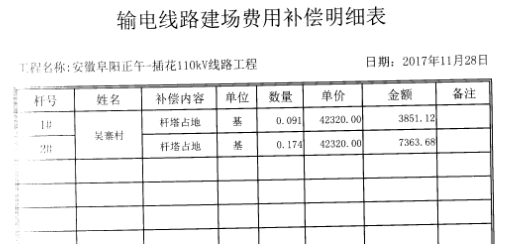 输电线路建场费用补偿明细表
工程名称:安徽阜阳正午-插花110kV线路工程 日期：2017年11月28日
杆号 姓名 补偿内容 单位 数量 单价 金额 备注
1# 吴寨村 杆塔占地 基 0.091 42320.00 3851.12
2# 杆塔占地 基 0.174 42320.00 7363.68